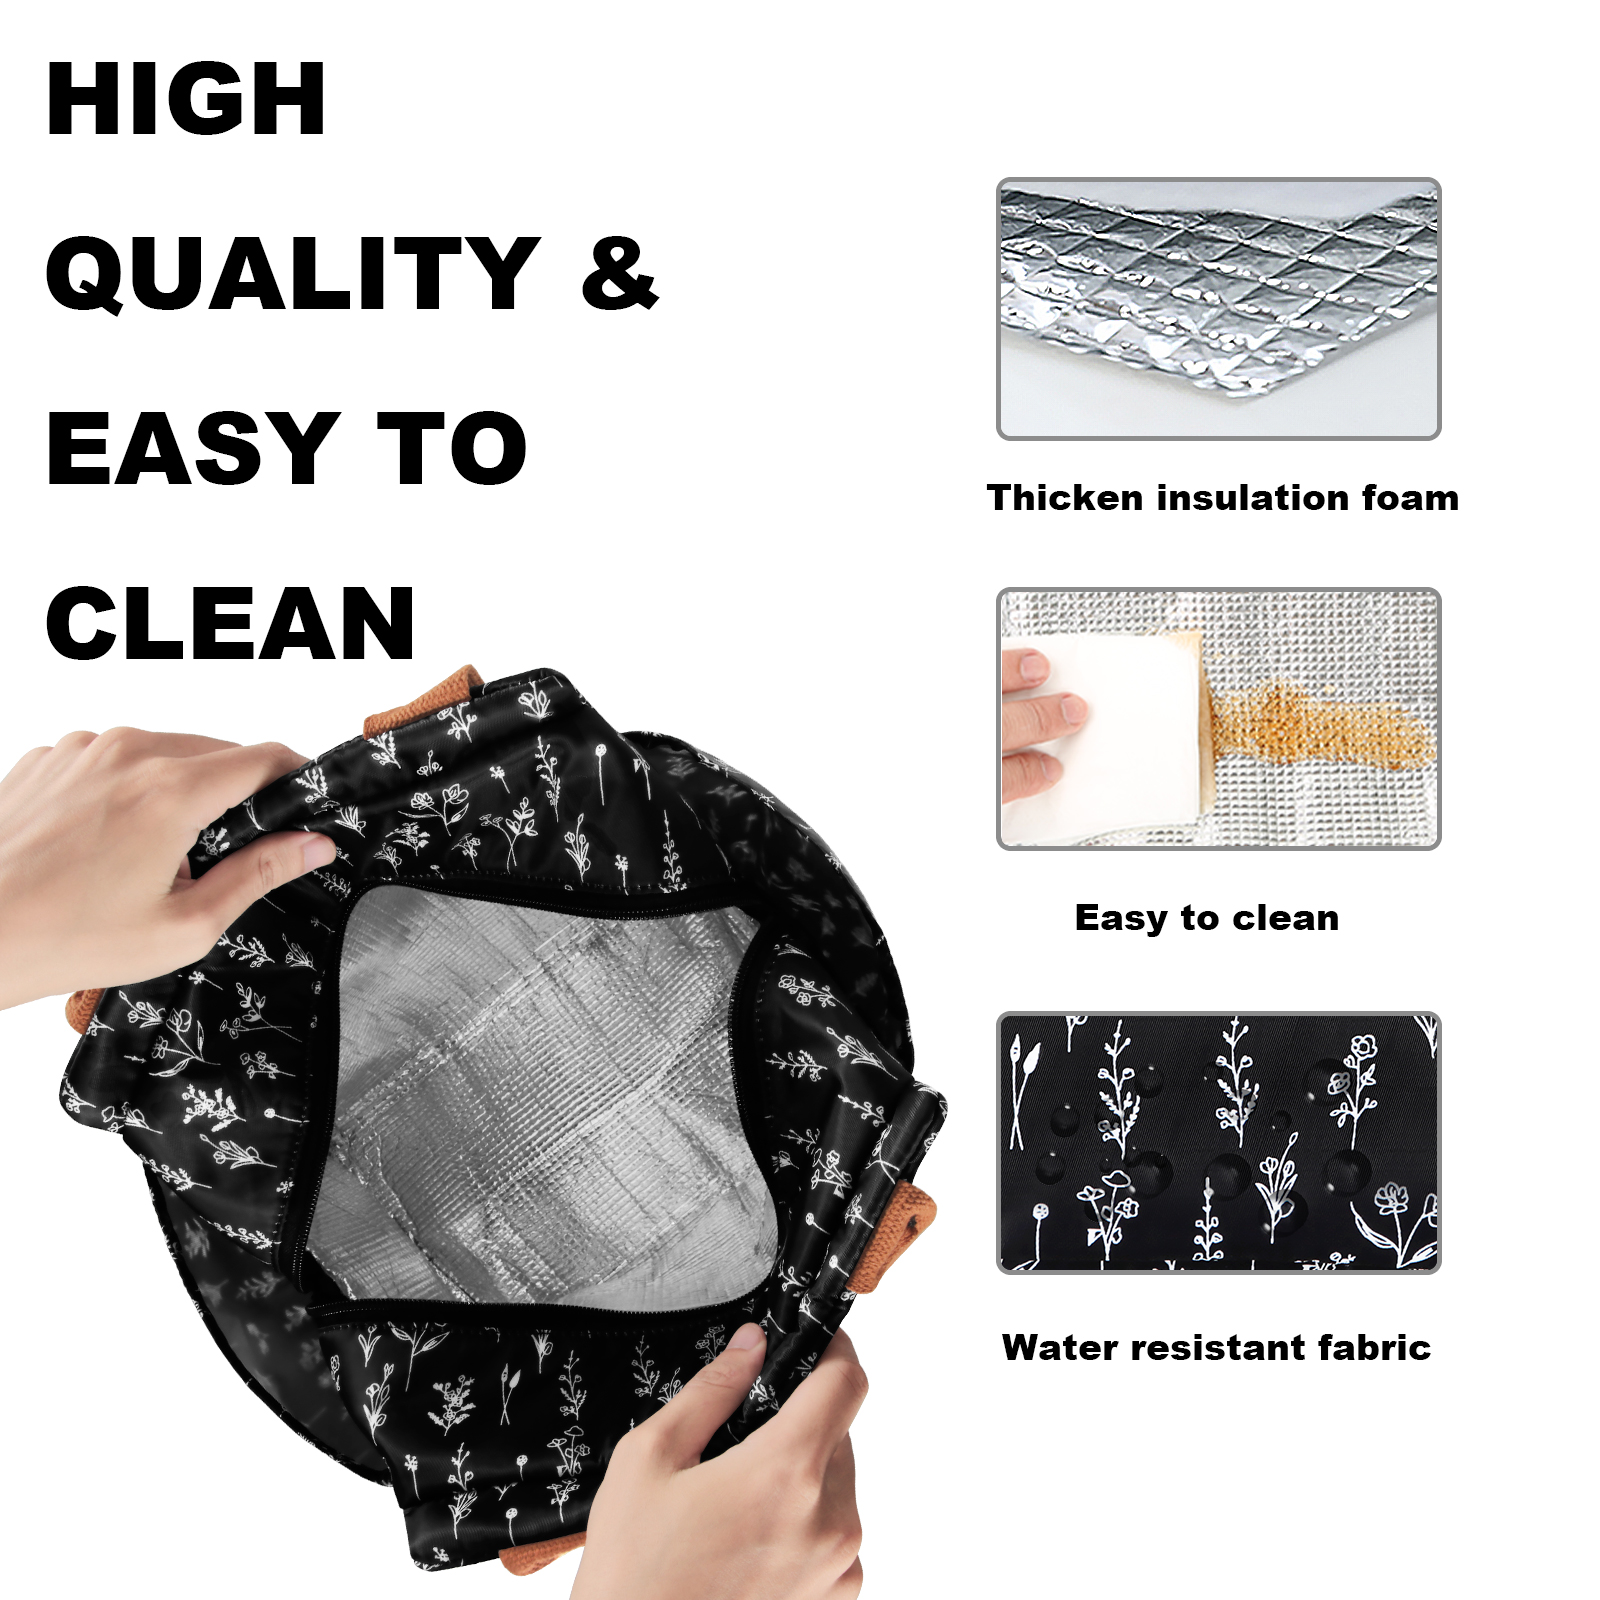 HIGH
QUALITY &
EASY TO
CLEAN
Thicken insulation foam
Easy to clean
Water resistant fabric